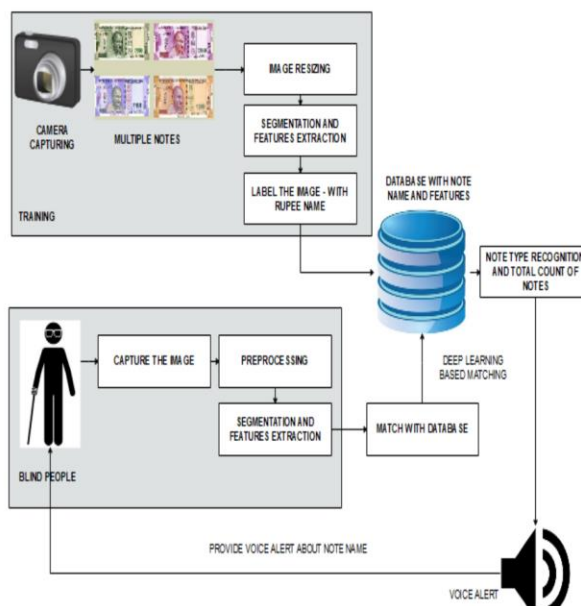 CAMERA
CAPTURING
MULTIPLE NOTES
IMAGE RESIZING
SEGMENTATION AND
FEATURES EXTRACTION
LABEL THE IMAGE - WITH
RUPEE NAME
TRAINING
DATABASE WITH NOTE
NAME AND FEATURES
NOTE TYPE RECOGNITION
AND TOTAL COUNT OF
NOTES
BLIND PEOPLE
CAPTURE THE IMAGE
PREPROCESSING
SEGMENTATION AND
FEATURES EXTRACTION
MATCH WITH DATABASE
DEEP LEARNING
BASED MATCHING
PROVIDE VOICE ALERT ABOUT NOTE NAME
VOICE ALERT